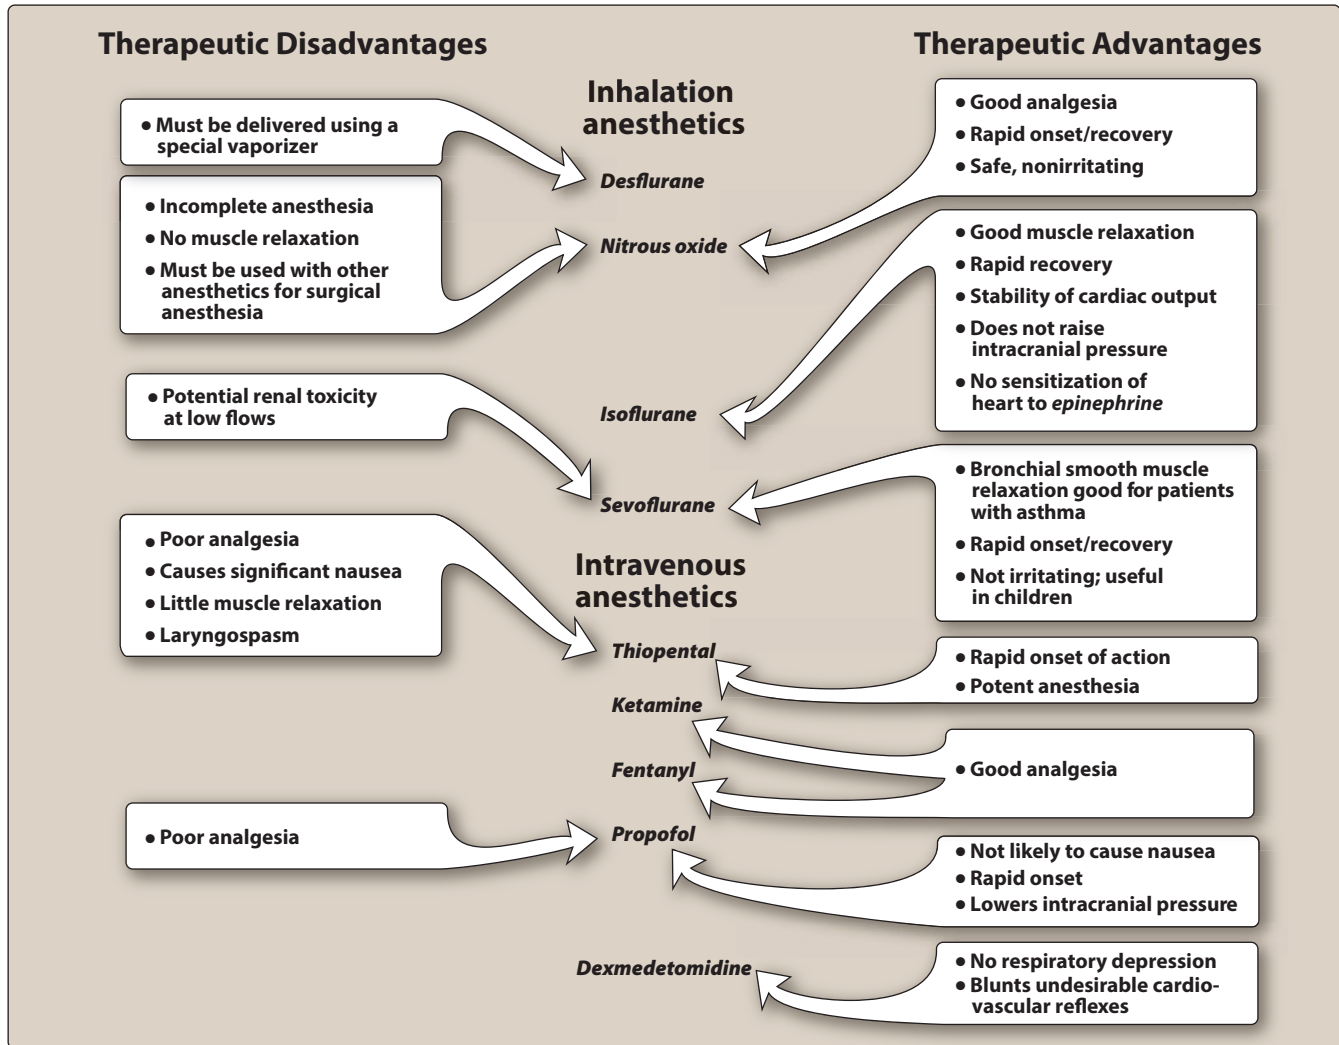 Therapeutic Disadvantages
Therapeutic Advantages
Inhalation
anesthetics
• Must be delivered using a
special vaporizer
Desflurane
• Good analgesia
• Rapid onset/recovery
• Safe, nonirritating
• Incomplete anesthesia
• No muscle relaxation
• Must be used with other
anesthetics for surgical
anesthesia
Nitrous oxide
• Good muscle relaxation
• Rapid recovery
• Stability of cardiac output
• Does not raise
intracranial pressure
• No sensitization of
heart to epinephrine
Isoflurane
• Potential renal toxicity
at low flows
Sevoflurane
• Bronchial smooth muscle
relaxation good for patients
with asthma
• Rapid onset/recovery
• Not irritating; useful
in children
Intravenous
anesthetics
• Poor analgesia
• Causes significant nausea
• Little muscle relaxation
• Laryngospasm
Thiopental
• Rapid onset of action
• Potent anesthesia
Ketamine
Fentanyl
• Good analgesia
• Poor analgesia
Propofol
• Not likely to cause nausea
• Rapid onset
• Lowers intracranial pressure
Dexmedetomidine
• No respiratory depression
• Blunts undesirable cardio-
vascular reflexes